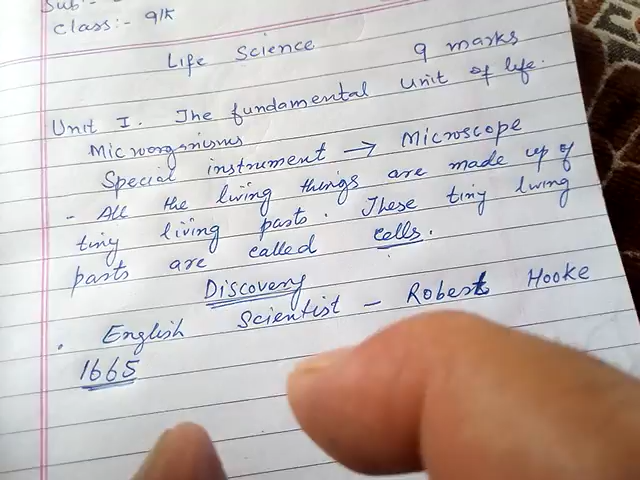 Sub:-
Class:- 9th
Life Science 9 marks
Unit I. The fundamental Unit of life.
Microorganisms
Special instrument → Microscope
- All the living things are made up of
tiny living parts. These tiny living
parts are called cells.
Discovery
. English Scientist - Robert Hooke
1665